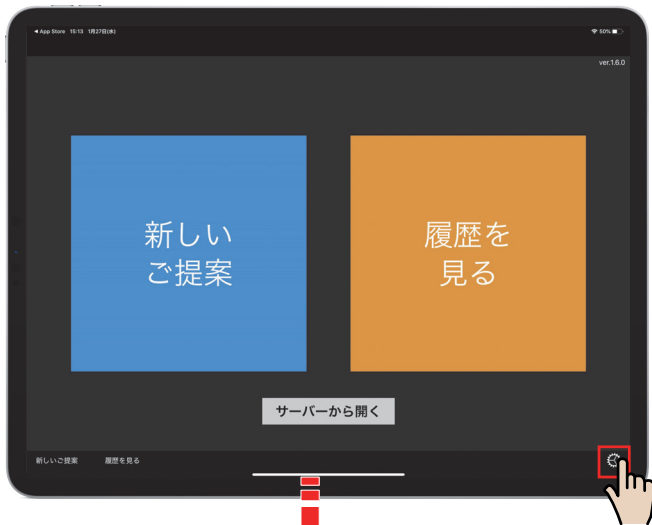 ◀ App Store 15:13 1月27日(水)
50%
ver.1.6.0
新しい
ご提案
履歴を
見る
サーバーから開く
新しいご提案 履歴を見る